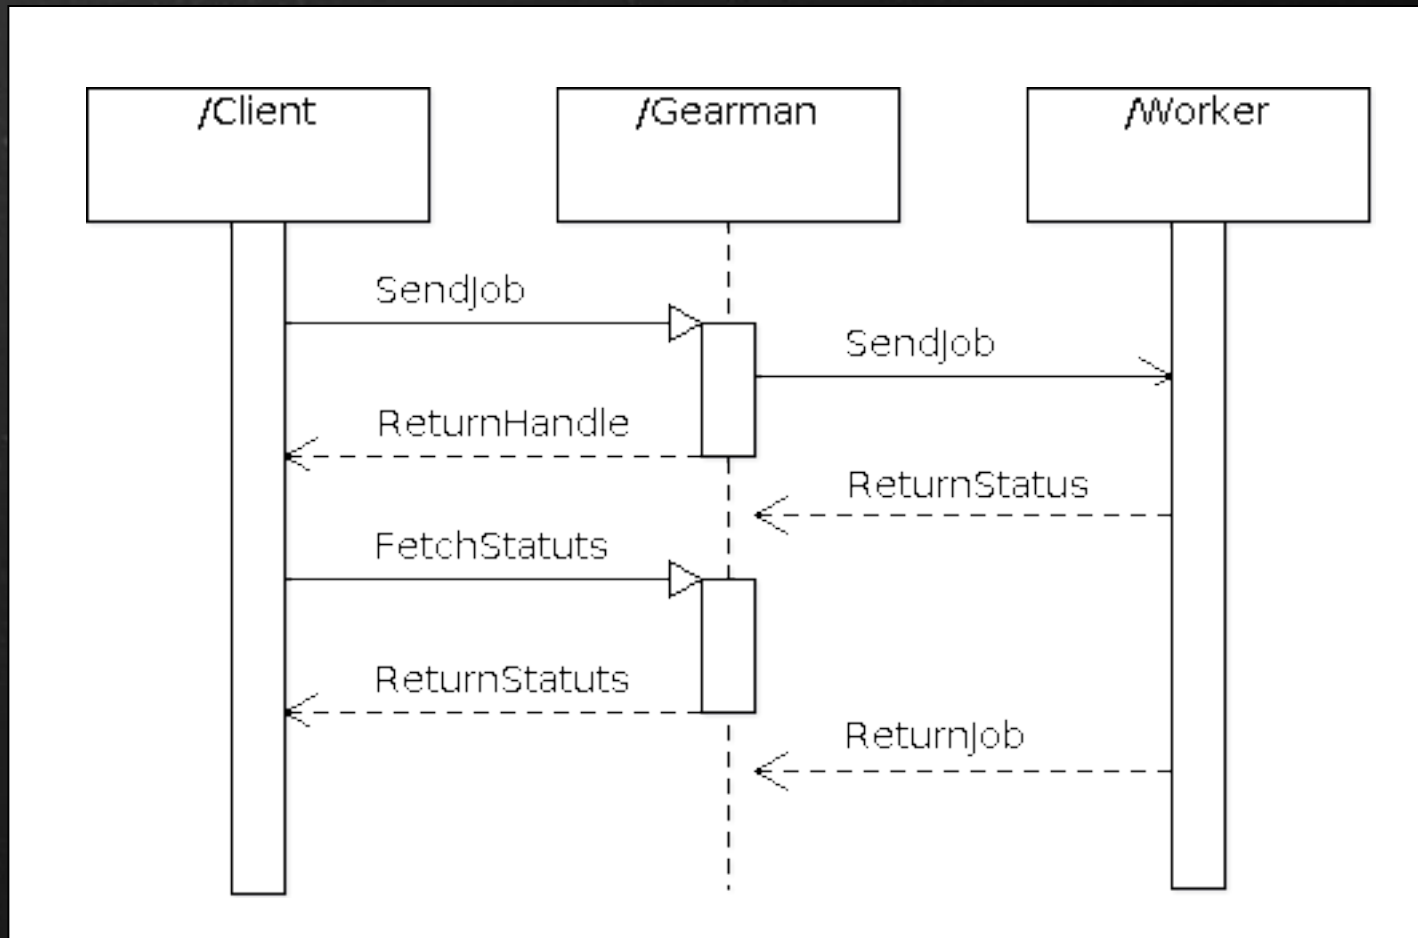 /Client
/Gearman
/Worker
SendJob
SendJob
ReturnHandle
ReturnStatus
FetchStatuts
ReturnStatuts
ReturnJob